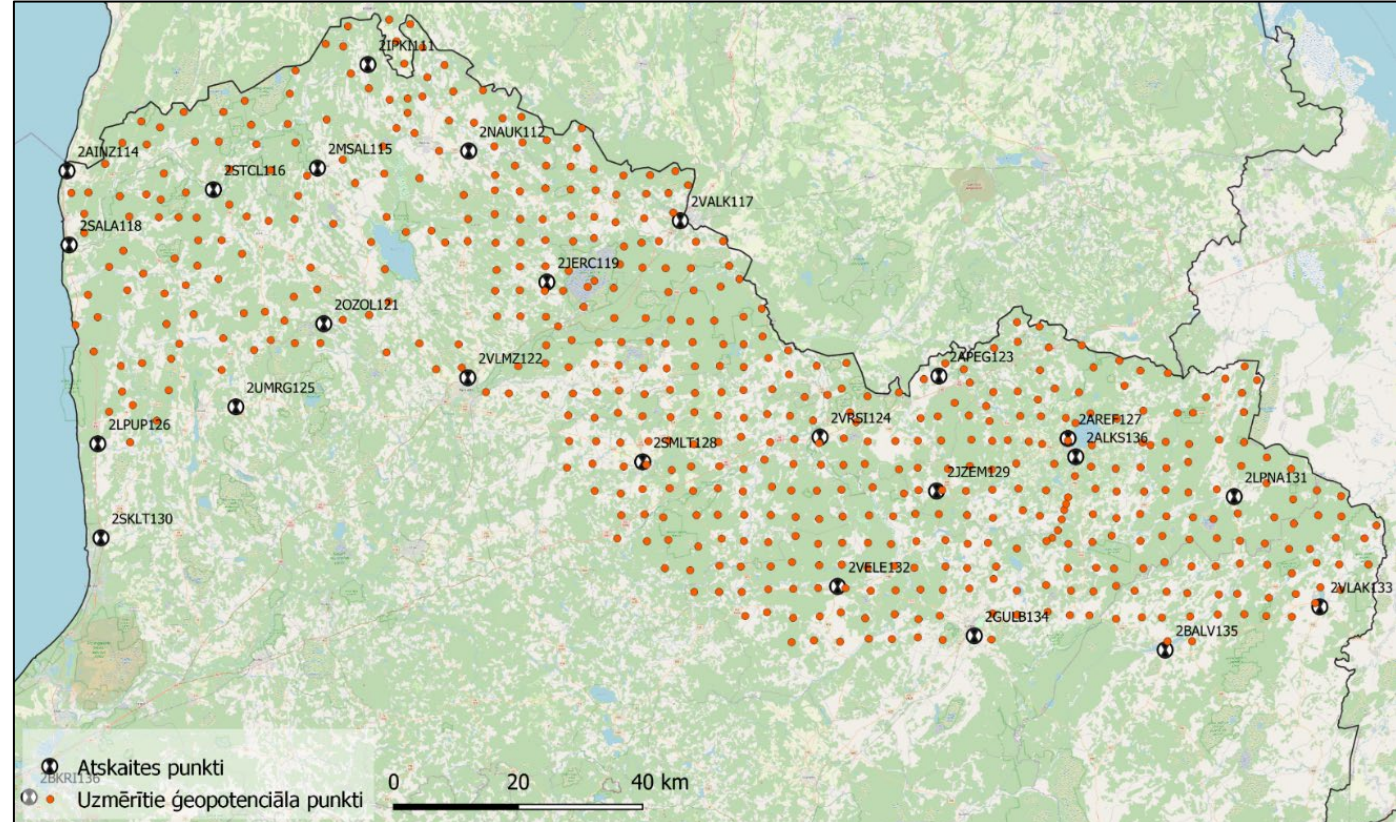 2IPKI111
2NAUK112
2MSAL115
2AINZ114
2STCL116
2VALK117
2SALA118
2JERC119
2OZOL121
2VLMZ122
2APEG123
2UMRG125
2VRSI124
2AREF127
2LPUP126
2ALKS136
2SMLT128
2JZEM129
2LPNA131
2SKLT130
2VELE132
2VLAK133
2GULB134
2BALV135
Atskaites punkti
2BKRI136
Uzmērītie ģeopotenciāla punkti
0 20 40 km